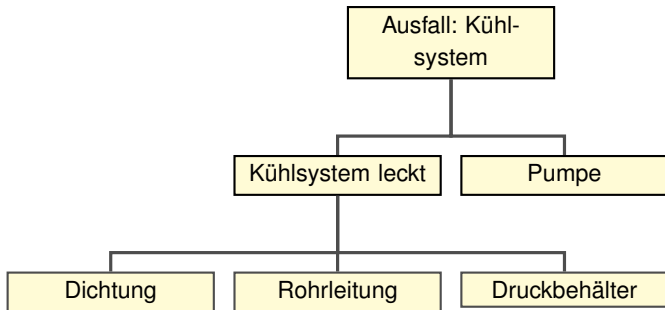 Ausfall: Kühl-
system
Kühlsystem leckt
Pumpe
Dichtung
Rohrleitung
Druckbehälter